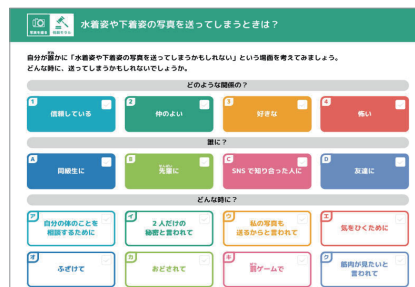 水着姿や下着姿の写真を送ってしまうときは？
自分が誰かに「水着姿や下着姿の写真を送ってしまうかもしれない」という場面を考えてみましょう。
どんな時に、送ってしまうかもしれないでしょうか。
どのような関係の？
1 信頼している
2 仲のよい
3 好きな
4 怖い
誰に？
A 同級生に
B 先輩に
C SNSで知り合った人に
D 友達に
どんな時に？
ア 自分の体のことを
相談するために
イ 2人だけの
秘密と言われて
ウ 私の写真も
送るからと言われて
エ 気をひくために
オ ふざけて
カ おどされて
キ 罰ゲームで
ク 筋肉が見たいと
言われて